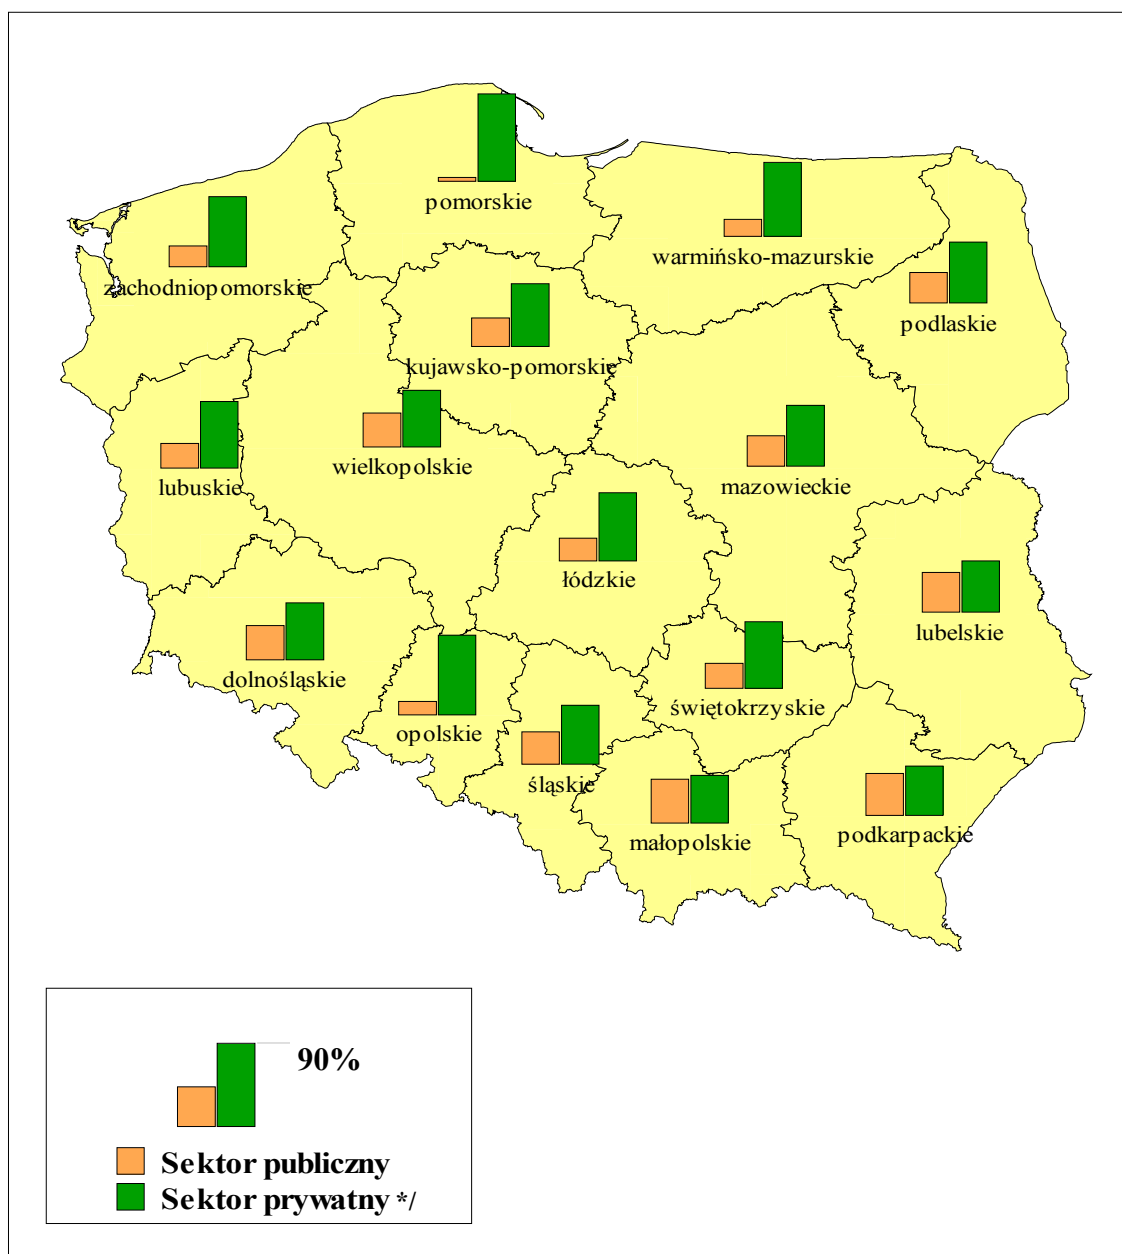 pomorskie
warmińsko-mazurskie
zachodniopomorskie
podlaskie
kujawsko-pomorskie
wielkopolskie
lubuskie
mazowieckie
łódzkie
lubelskie
dolnośląskie
świętokrzyskie
opolskie
śląskie
małopolskie
podkarpackie
90%
Sektor publiczny
Sektor prywatny */